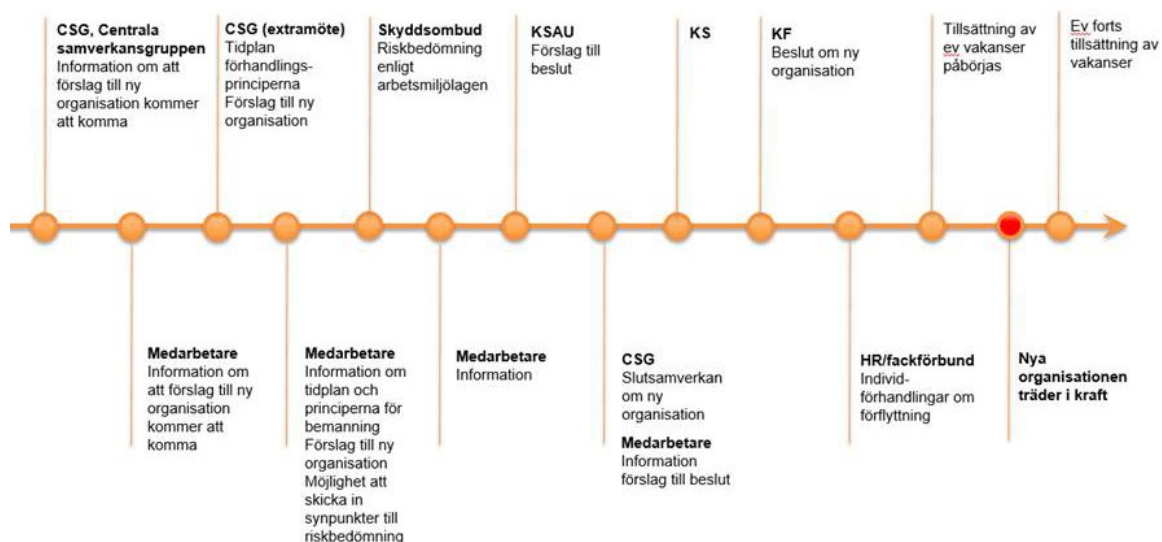 CSG, Centrala
samverkansgruppen
Information om att
förslag till ny
organisation kommer
att komma
CSG (extramöte)
Tidplan
förhandlings-
principerna
Förslag till ny
organisation
Skyddsombud
Riskbedömning
enligt
arbetsmiljölagen
KSAU
Förslag till
beslut
KS
KF
Beslut om ny
organisation
Tillsättning av
ev vakanser
påbörjas
Ev forts
tillsättning av
vakanser
Medarbetare
Information om
att förslag till ny
organisation
kommer att
komma
Medarbetare
Information om
tidplan och
principerna för
bemanning
Förslag till ny
organisation
Möjlighet att
skicka in
synpunkter till
riskbedömning
Medarbetare
Information
CSG
Slutsamverkan
om ny
organisation
Medarbetare
Information
förslag till beslut
HR/fackförbund
Individ-
förhandlingar om
förflyttning
Nya
organisationen
träder i kraft